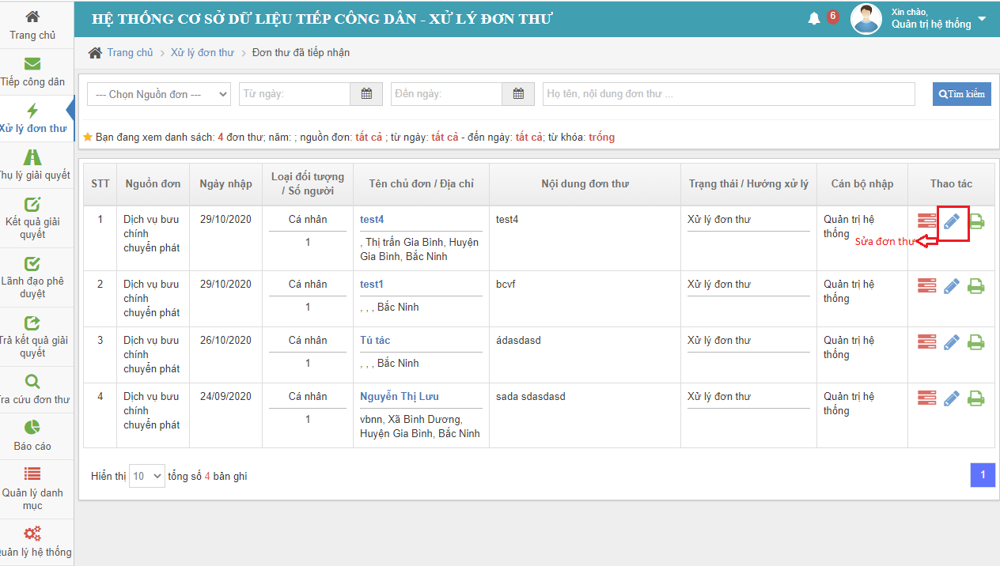 HỆ THỐNG CƠ SỞ DỮ LIỆU TIẾP CÔNG DÂN - XỬ LÝ ĐƠN THƯ
6
Xin chào,
Quản trị hệ thống
Trang chủ
Tiếp công dân
Xử lý đơn thư
hụ lý giải quyết
Kết quả giải
quyết
Lãnh đạo phê
duyệt
Trả kết quả giải
quyết
ra cứu đơn thư
Báo cáo
Quản lý danh
mục
uản lý hệ thống
Trang chủ > Xử lý đơn thư > Đơn thư đã tiếp nhận
--- Chọn Nguồn đơn --- Từ ngày: Đến ngày: Họ tên, nội dung đơn thư ... Tìm kiếm
Bạn đang xem danh sách: 4 đơn thư; năm: ; nguồn đơn: tất cả ; từ ngày: tất cả - đến ngày: tất cả; từ khóa: trống
STT
Nguồn đơn
Ngày nhập
Loại đối tượng
/ Số người
Tên chủ đơn / Địa chỉ
Nội dung đơn thư
Trạng thái / Hướng xử lý
Cán bộ nhập
Thao tác
1
Dịch vụ bưu
chính
chuyển phát
29/10/2020
Cá nhân
1
test4
, Thị trấn Gia Bình, Huyện
Gia Bình, Bắc Ninh
test4
Xử lý đơn thư
Quản trị hệ
thống
Sửa đơn thư
2
Dịch vụ bưu
chính
chuyển phát
29/10/2020
Cá nhân
1
test1
, , , Bắc Ninh
bcvf
Xử lý đơn thư
Quản trị hệ
thống
3
Dịch vụ bưu
chính
chuyển phát
26/10/2020
Cá nhân
1
Tú tác
, , , Bắc Ninh
ádasdasd
Xử lý đơn thư
Quản trị hệ
thống
4
Dịch vụ bưu
chính
chuyển phát
24/09/2020
Cá nhân
1
Nguyễn Thị Lưu
vbnn, Xã Bình Dương,
Huyện Gia Bình, Bắc Ninh
sada sdasdasd
Xử lý đơn thư
Quản trị hệ
thống
Hiển thị 10 tổng số 4 bản ghi
1